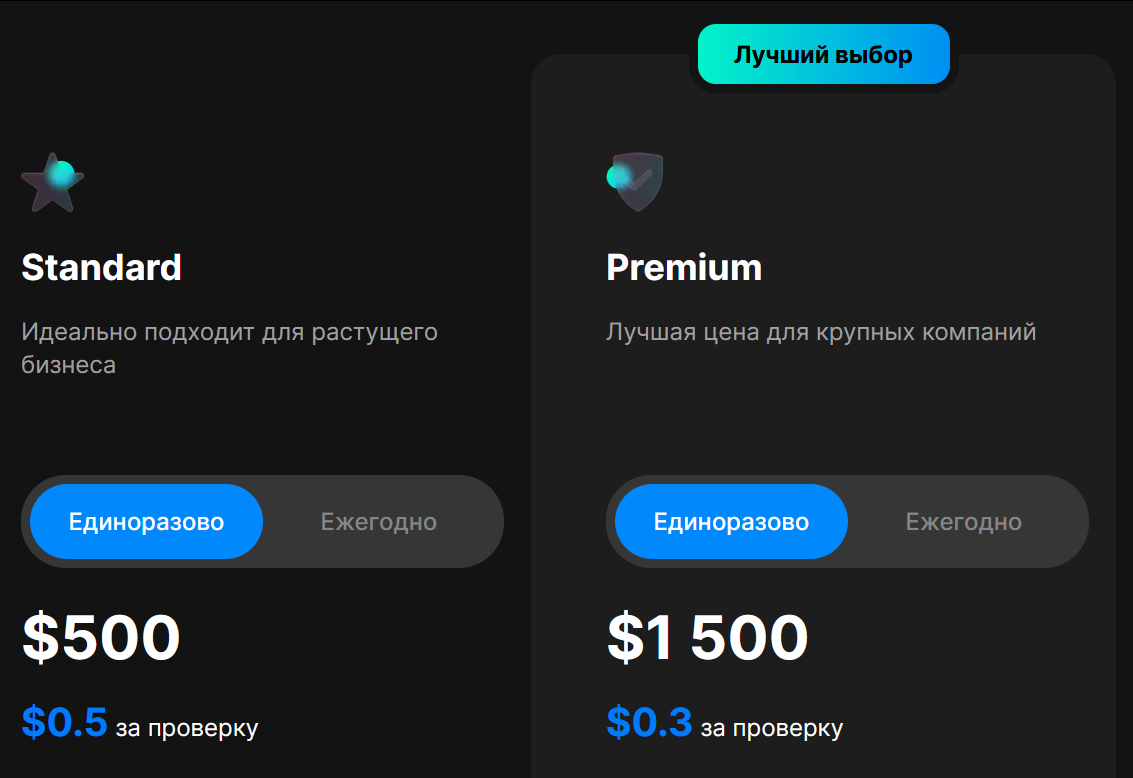 Лучший выбор
Standard
Идеально подходит для растущего
бизнеса
Единоразово Ежегодно
$500
$0.5 за проверку
Premium
Лучшая цена для крупных компаний
Единоразово Ежегодно
$1 500
$0.3 за проверку